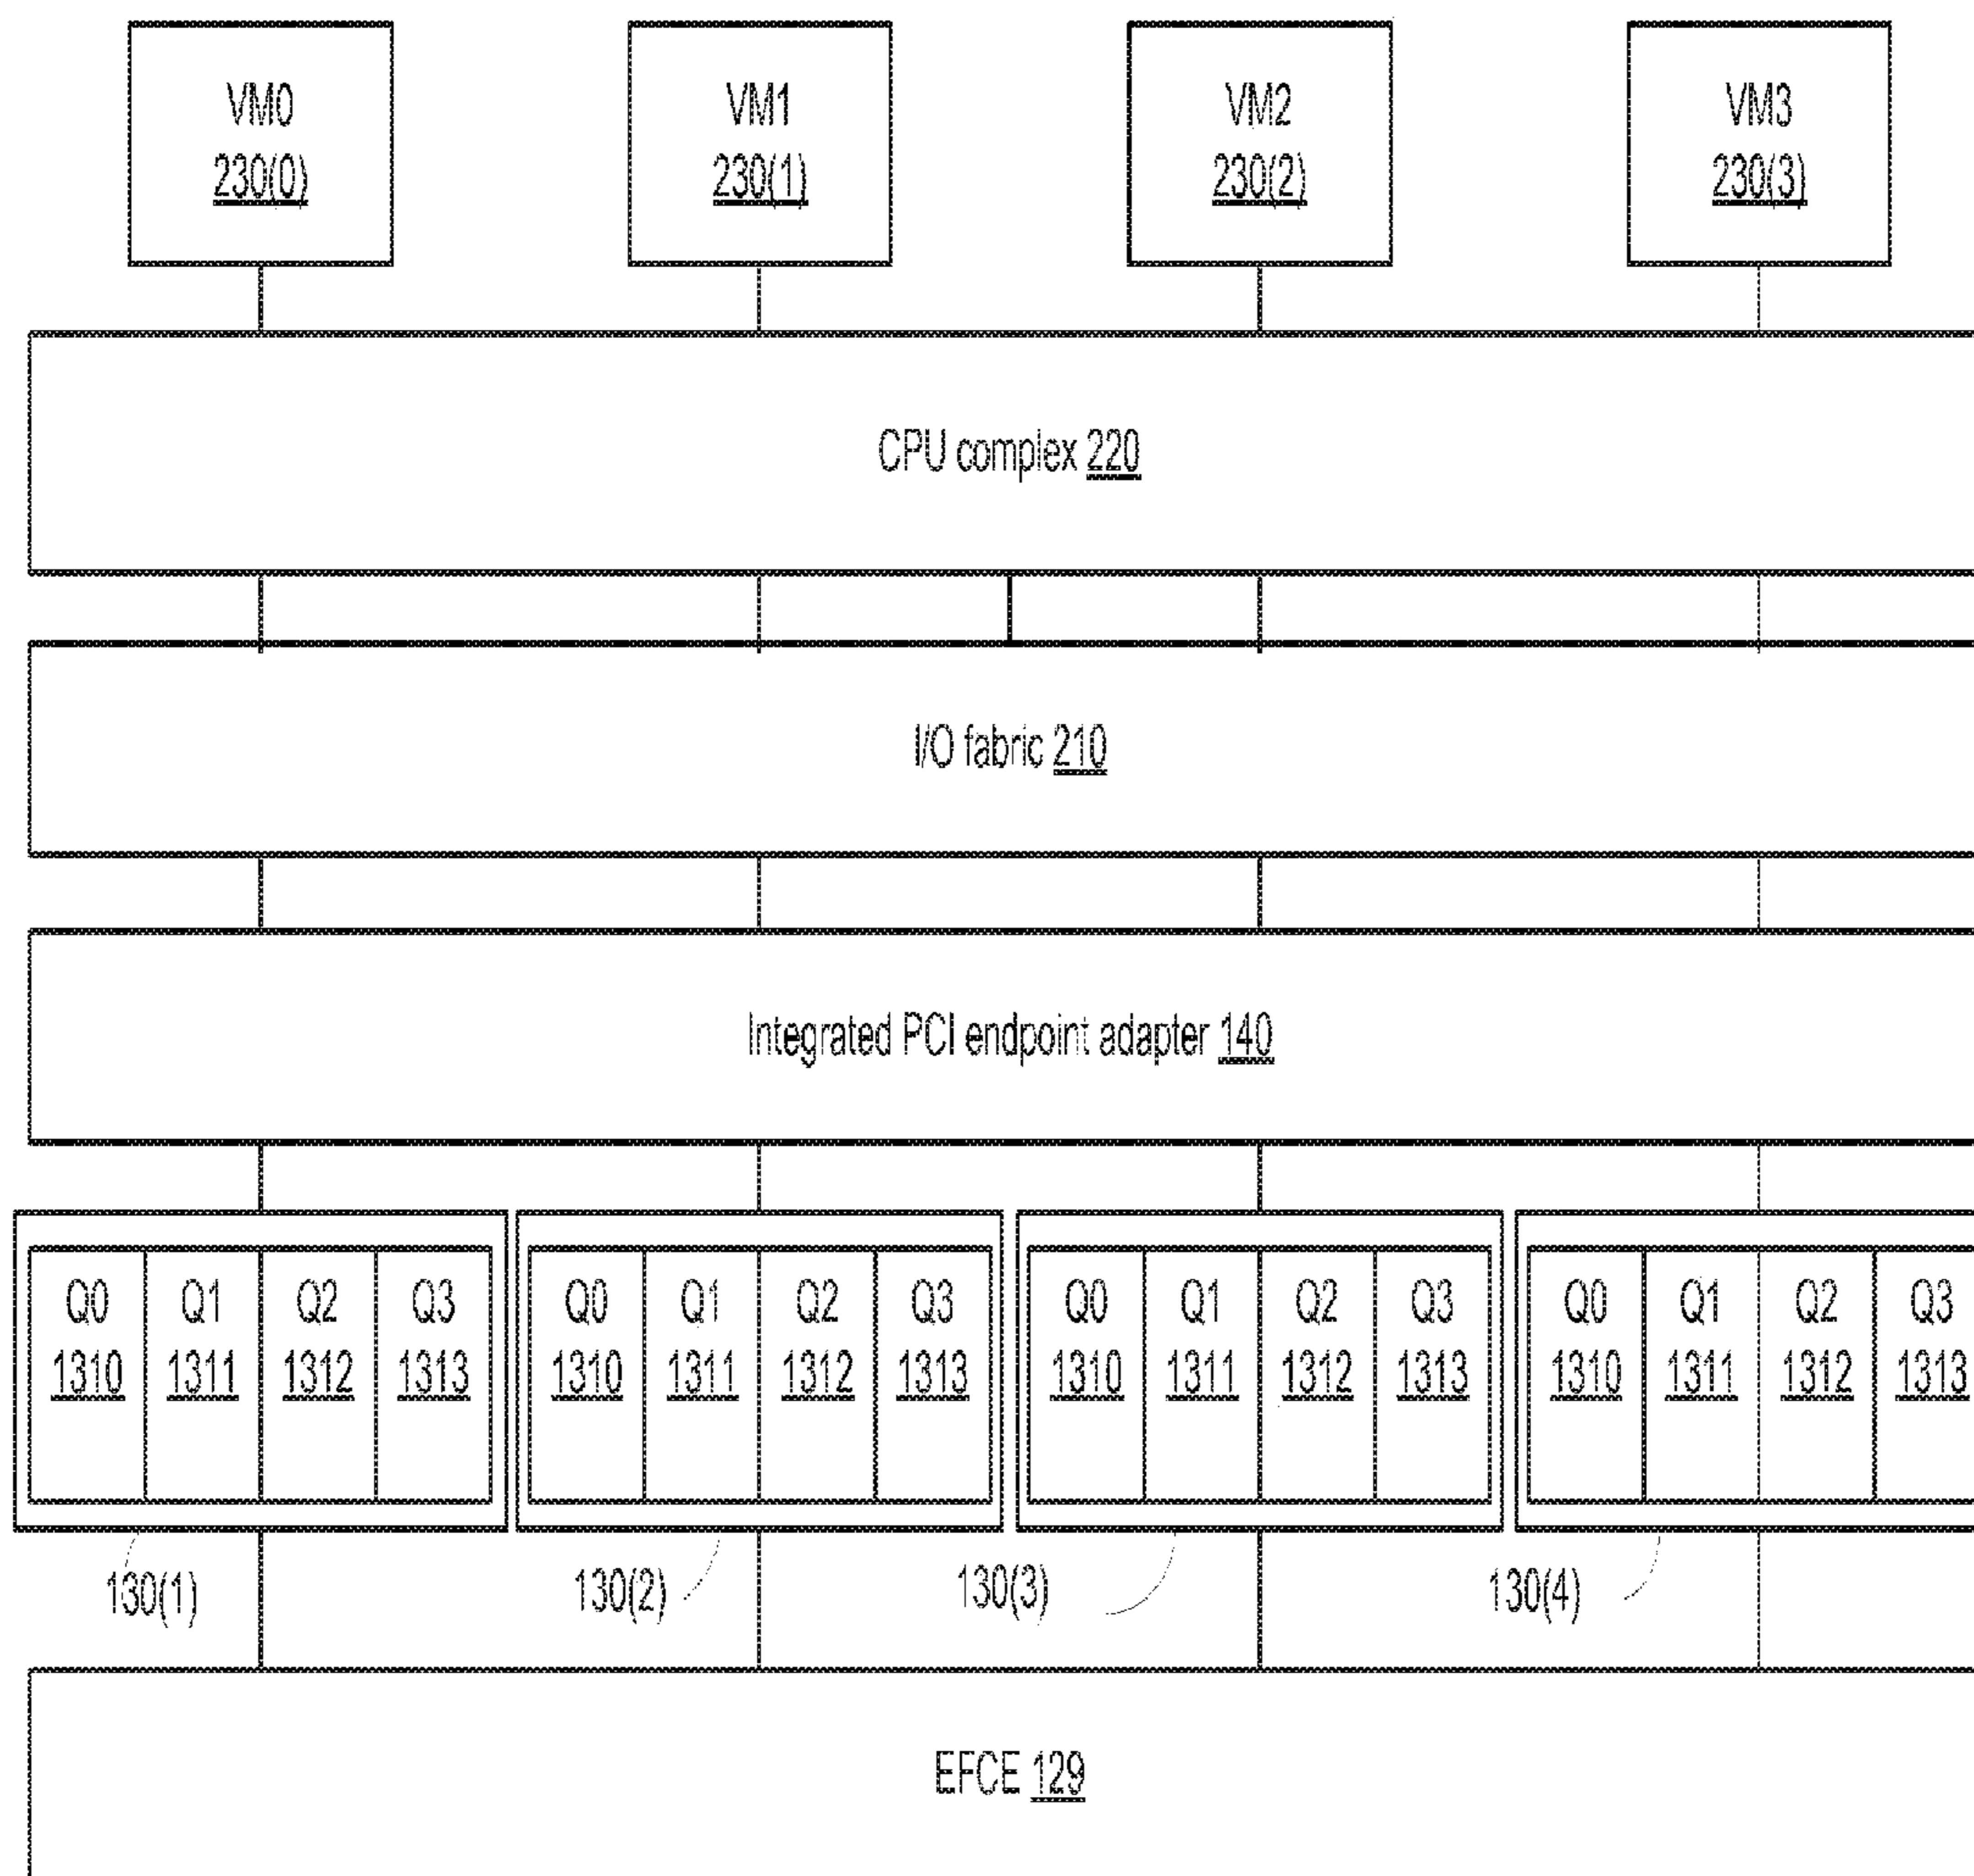 VM0
230(0)
VM1
230(1)
VM2
230(2)
VM3
230(3)
CPU complex 220
I/O fabric 210
Integrated PCI endpoint adapter 140
Q0
1310
Q1
1311
Q2
1312
Q3
1313
Q0
1310
Q1
1311
Q2
1312
Q3
1313
Q0
1310
Q1
1311
Q2
1312
Q3
1313
Q0
1310
Q1
1311
Q2
1312
Q3
1313
130(1)
130(2)
130(3)
130(4)
EFCE 129